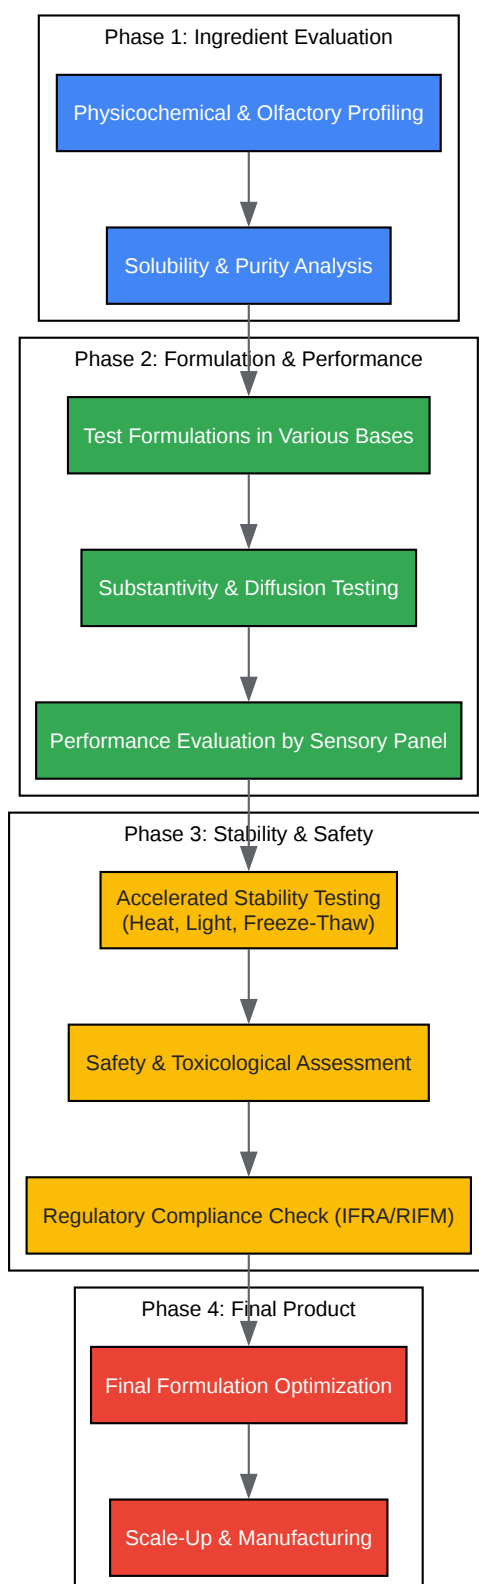 Phase 1: Ingredient Evaluation
Physicochemical & Olfactory Profiling
Solubility & Purity Analysis
Phase 2: Formulation & Performance
Test Formulations in Various Bases
Substantivity & Diffusion Testing
Performance Evaluation by Sensory Panel
Phase 3: Stability & Safety
Accelerated Stability Testing
(Heat, Light, Freeze-Thaw)
Safety & Toxicological Assessment
Regulatory Compliance Check (IFRA/RIFM)
Phase 4: Final Product
Final Formulation Optimization
Scale-Up & Manufacturing